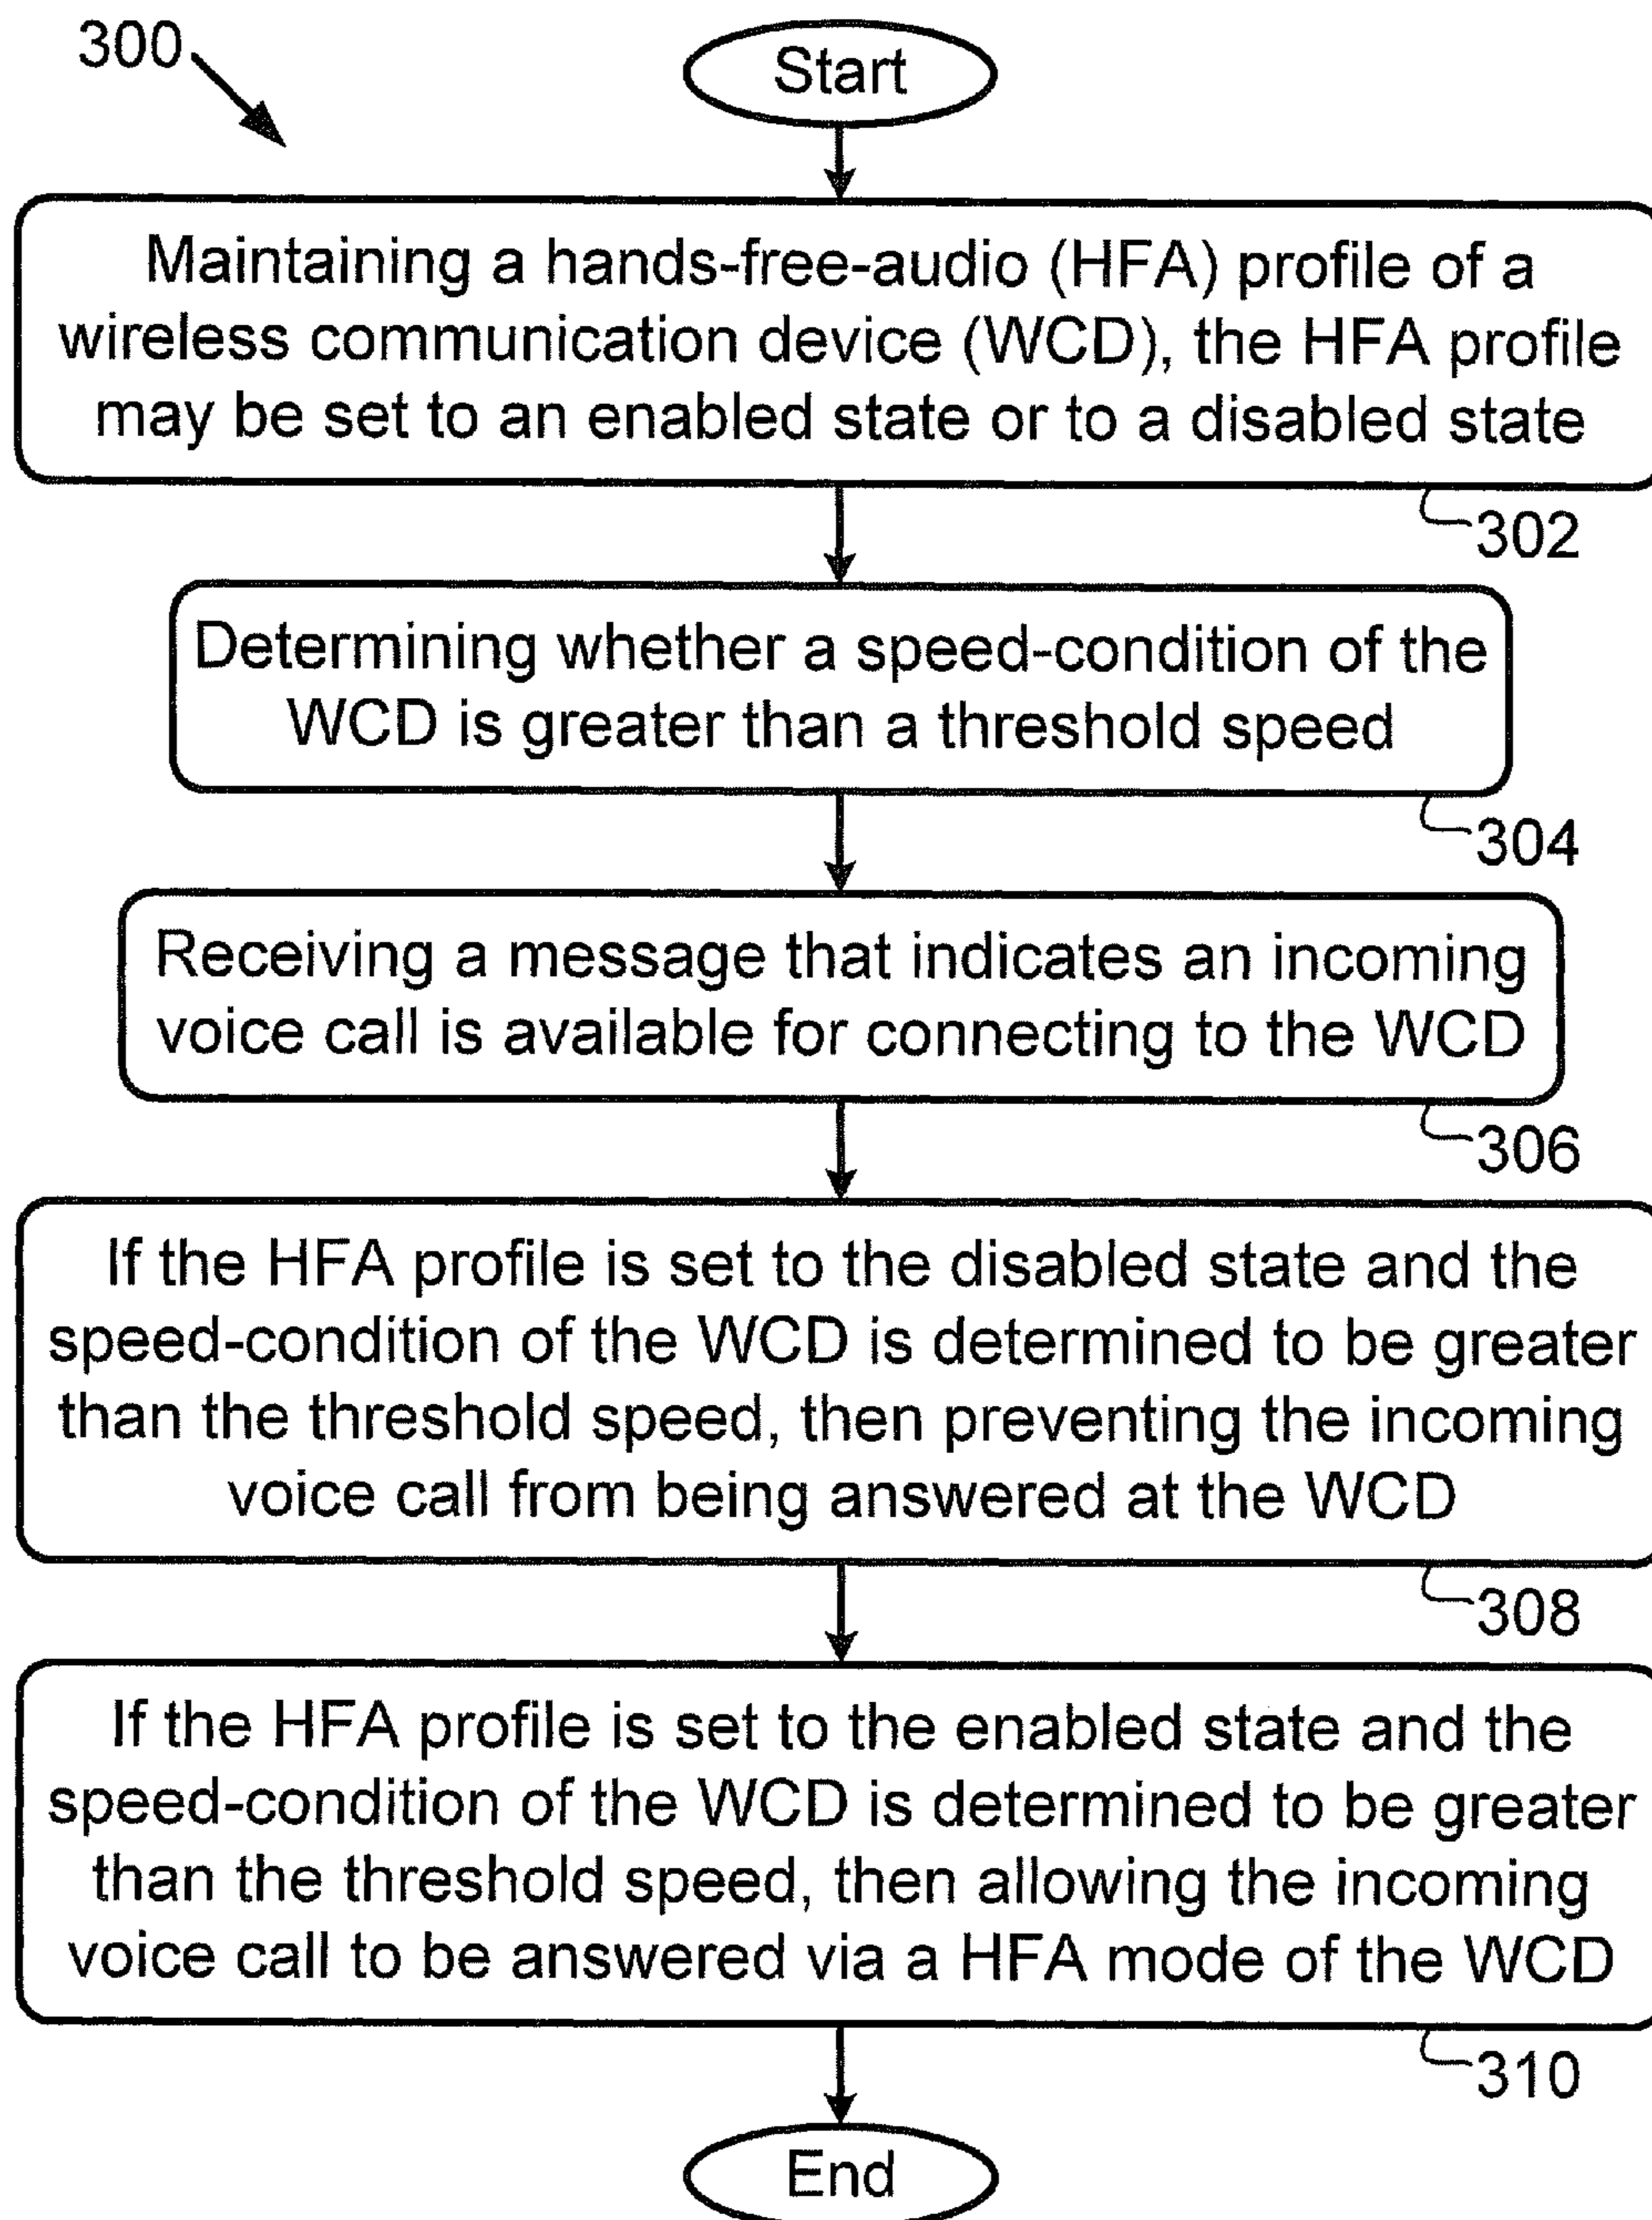 300
Start
Maintaining a hands-free-audio (HFA) profile of a
wireless communication device (WCD), the HFA profile
may be set to an enabled state or to a disabled state
302
Determining whether a speed-condition of the
WCD is greater than a threshold speed
304
Receiving a message that indicates an incoming
voice call is available for connecting to the WCD
306
If the HFA profile is set to the disabled state and the
speed-condition of the WCD is determined to be greater
than the threshold speed, then preventing the incoming
voice call from being answered at the WCD
308
If the HFA profile is set to the enabled state and the
speed-condition of the WCD is determined to be greater
than the threshold speed, then allowing the incoming
voice call to be answered via a HFA mode of the WCD
310
End